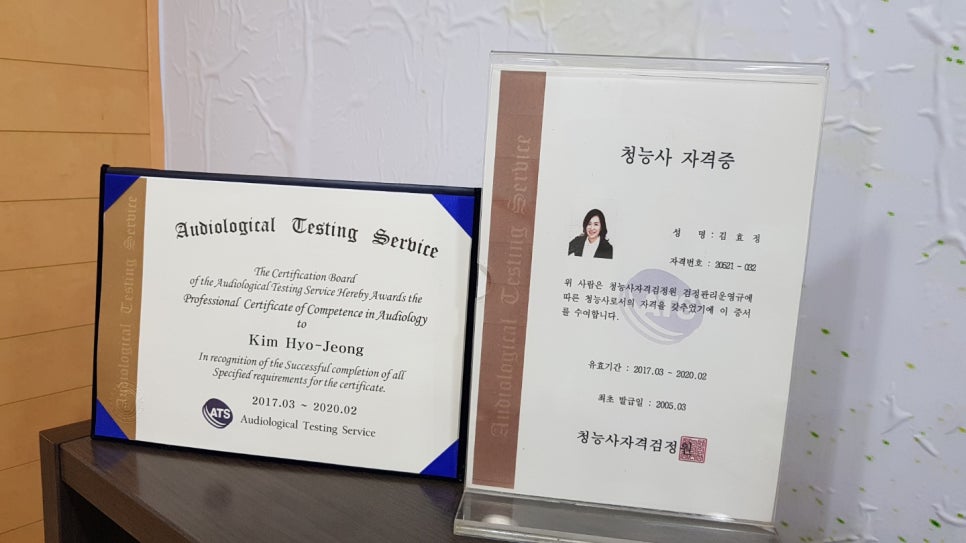 Audiological Testing Service
Audiological Testing Service
The Certification Board
of the Audiological Testing Service Hereby Awards the
Professional Certificate of Competence in Audiology
to
Kim Hyo-Jeong
In recognition of the Successful completion of all
Specified requirements for the certificate.
2017.03 ~ 2020.02
ATS
Audiological Testing Service
Audiological Testing Service
청능사 자격증
성 명 : 김 효 정
자격번호 : 20521 - 032
위 사람은 청능사자격검정원 검정관리운영규에
따른 청능사로서의 자격을 갖추었기에 이 증서
를 수여합니다.
ATS
유효기간 : 2017.03 - 2020.02
최초 발급일 : 2005.03
청능사자격검정원